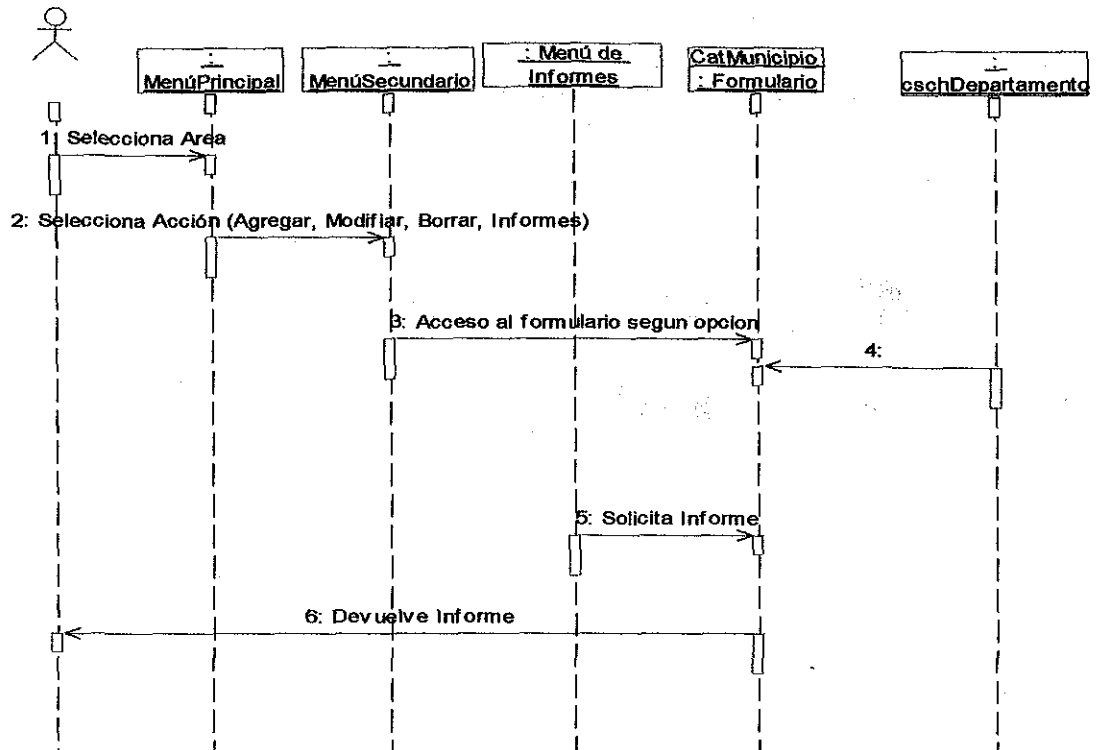 : Menú de
Informes
:
MenúPrincipal
:
MenúSecundario
CatMunicipio
: Formulario
:
cschDepartamento
1: Selecciona Area
2: Selecciona Acción (Agregar, Modifiar, Borrar, Informes)
3: Acceso al formulario segun opcion
4:
5: Solicita Informe
6: Devuelve Informe